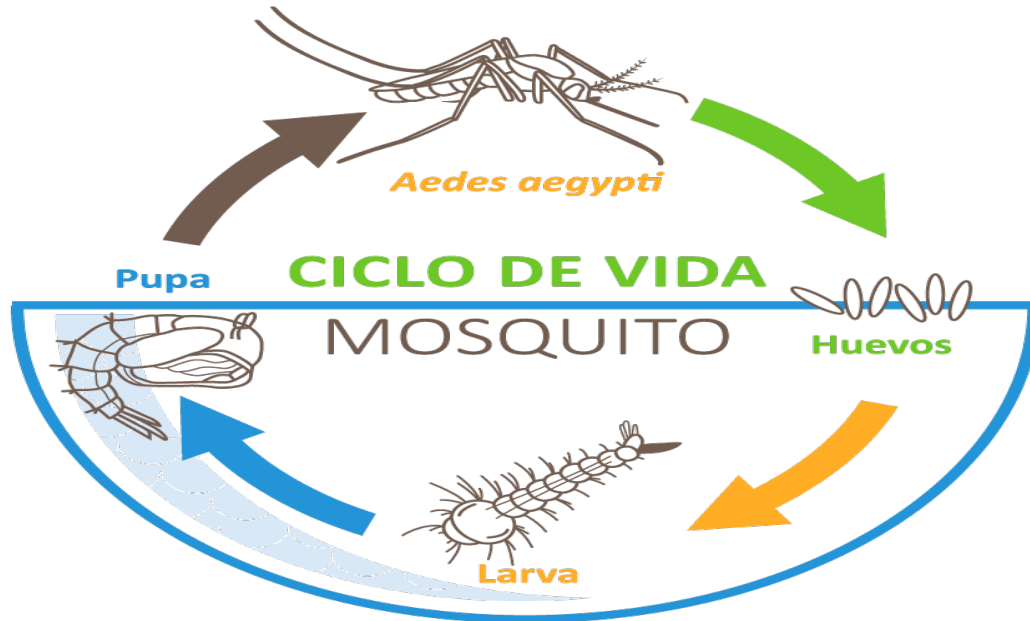 Aedes aegypti
Pupa
CICLO DE VIDA
MOSQUITO
Huevos
Larva